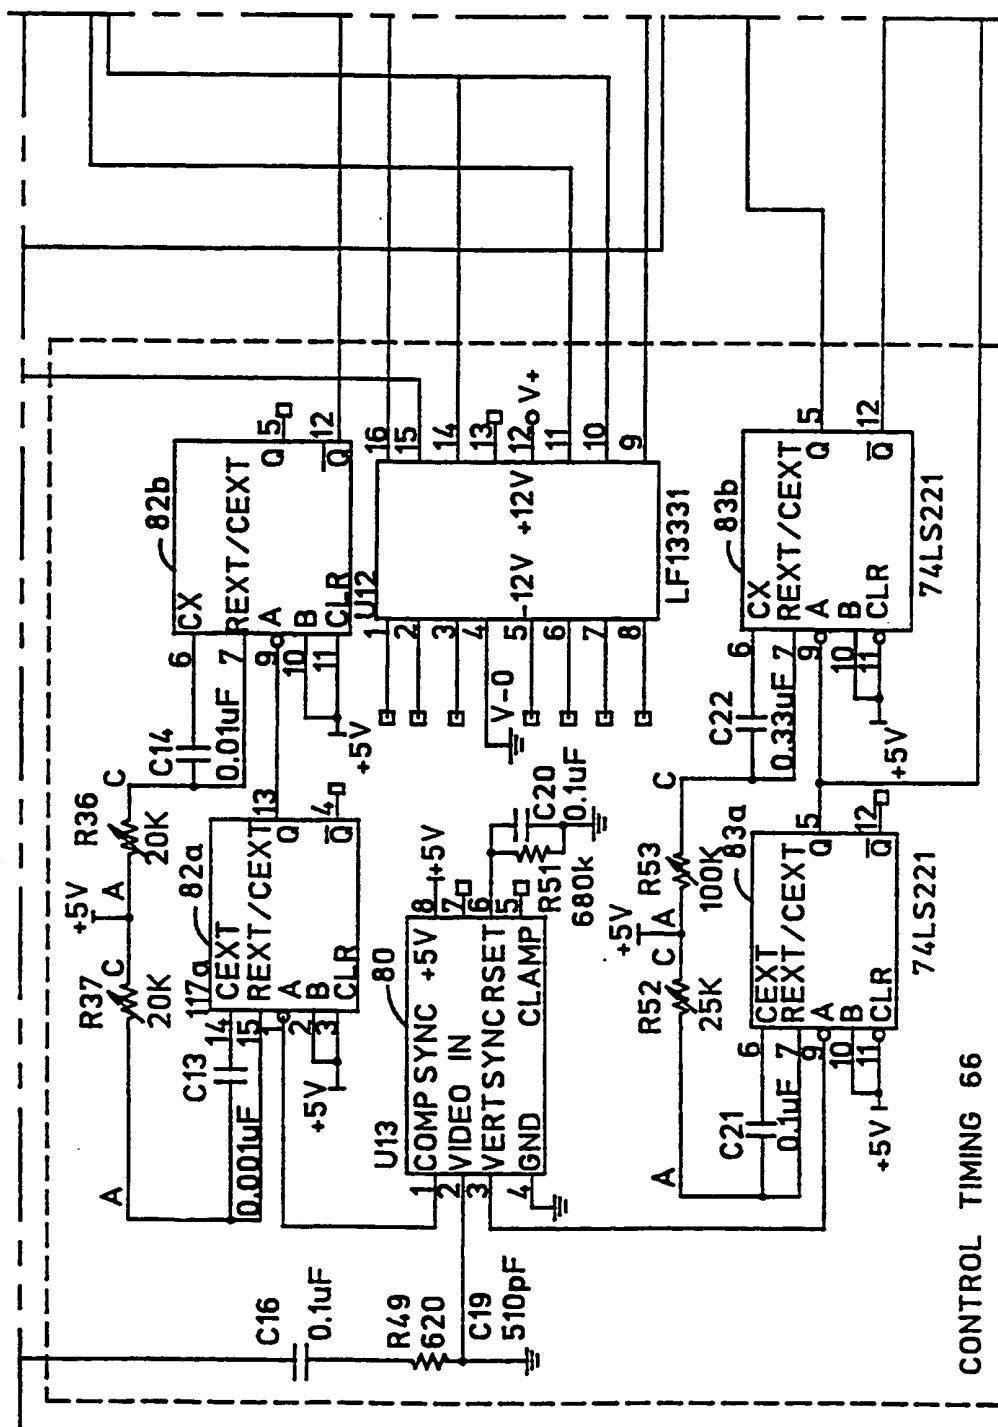 +5V
R37 C A R36
A 20K 20K C
C13
0.001uF
14 CEXT
15 REXT/CEXT
1 A
2 B
3 CLR
+5V
117a 82a
Q 13
Q 4
C14
0.01uF
6 CX
7 REXT/CEXT
9 A
10 B
11 CLR
+5V
82b
Q 5
Q 12
C16
0.1uF
R49
620
C19
510pF
U13
80
1 COMP SYNC +5V 8 +5V
2 VIDEO IN 7
3 VERT SYNC RSET 6
4 GND CLAMP 5
R51
680k
C20
0.1uF
U12
1 16
2 15
3 14
4 13
V-0
5 -12V +12V 12 V+
6 11
7 10
8 9
LF13331
+5V
R52 C A R53
A 25K 100K C
C21
0.1uF
6 CEXT
7 REXT/CEXT
9 A
10 B
11 CLR
+5V
83a
Q 5
Q 12
74LS221
C22
0.33uF
6 CX
7 REXT/CEXT
9 A
10 B
11 CLR
+5V
83b
Q 5
Q 12
74LS221
CONTROL TIMING 66